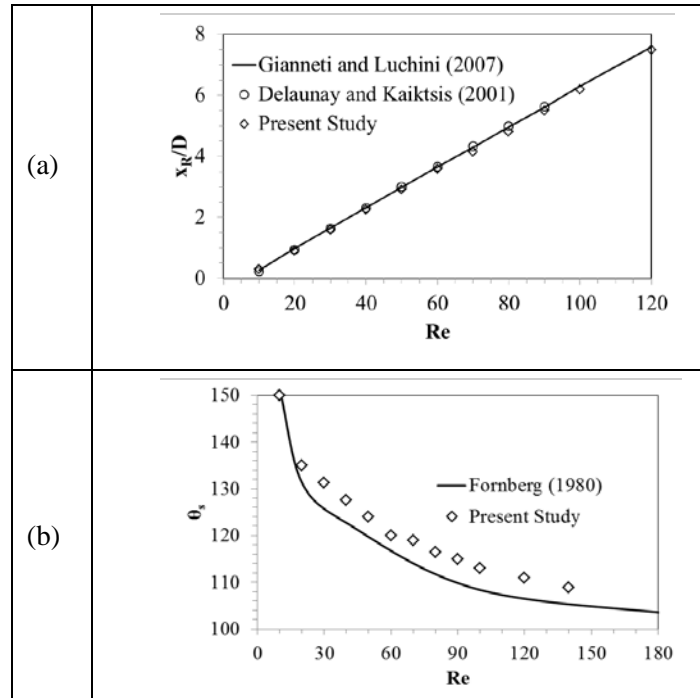 (a)
8
6
4
2
0
x_R/D
Gianneti and Luchini (2007)
Delaunay and Kaiktsis (2001)
Present Study
0 20 40 60 80 100 120
Re
(b)
150
140
130
120
110
100
θ_s
Fornberg (1980)
Present Study
0 30 60 90 120 150 180
Re